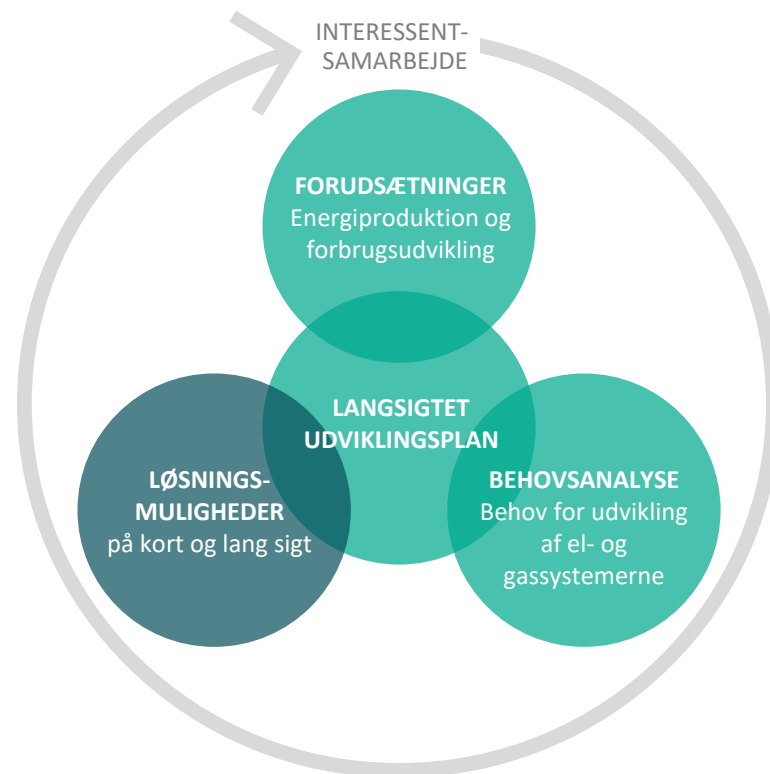 INTERESSENT-
SAMARBEJDE
FORUDSÆTNINGER
Energiproduktion og
forbrugsudvikling
LANGSIGTET
UDVIKLINGSPLAN
LØSNINGS-
MULIGHEDER
på kort og lang sigt
BEHOVSANALYSE
Behov for udvikling
af el- og
gassystemerne